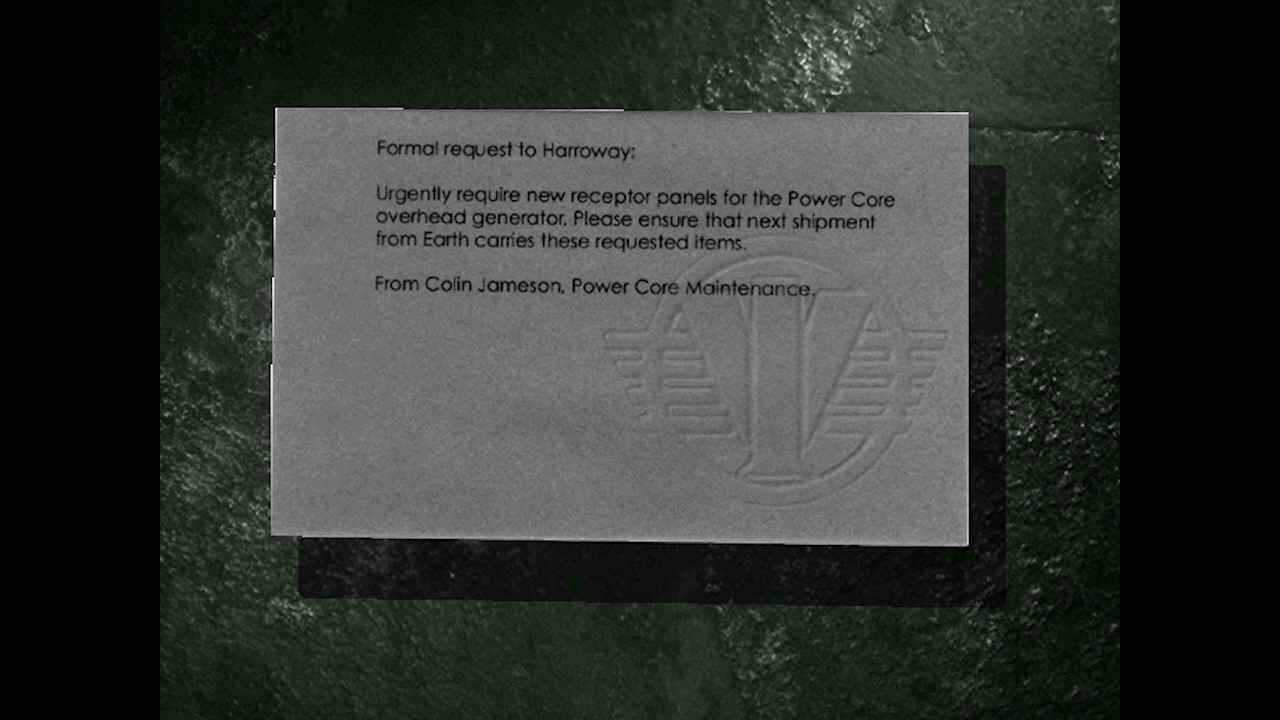 Formal request to Harroway:
Urgently require new receptor panels for the Power Core
overhead generator. Please ensure that next shipment
from Earth carries these requested items.
From Colin Jameson, Power Core Maintenance.